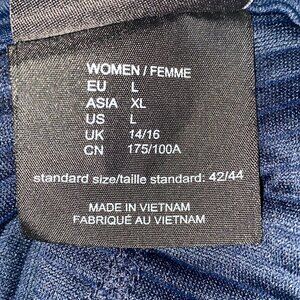 WOMEN / FEMME
EU L
ASIA XL
US L
UK 14/16
CN 175/100A
standard size/taille standard: 42/44
MADE IN VIETNAM
FABRIQUÉ AU VIETNAM